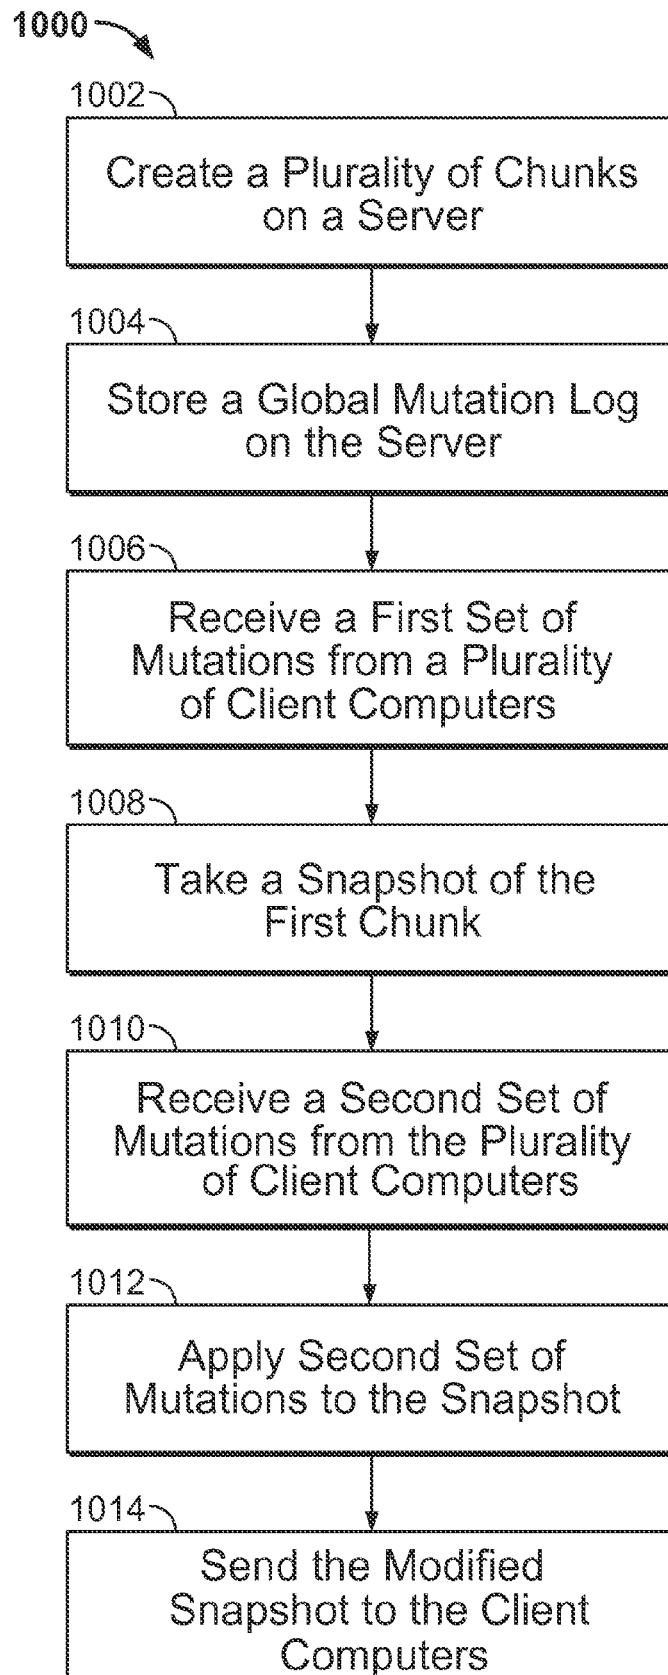 1000
1002
Create a Plurality of Chunks
on a Server
1004
Store a Global Mutation Log
on the Server
1006
Receive a First Set of
Mutations from a Plurality
of Client Computers
1008
Take a Snapshot of the
First Chunk
1010
Receive a Second Set of
Mutations from the Plurality
of Client Computers
1012
Apply Second Set of
Mutations to the Snapshot
1014
Send the Modified
Snapshot to the Client
Computers